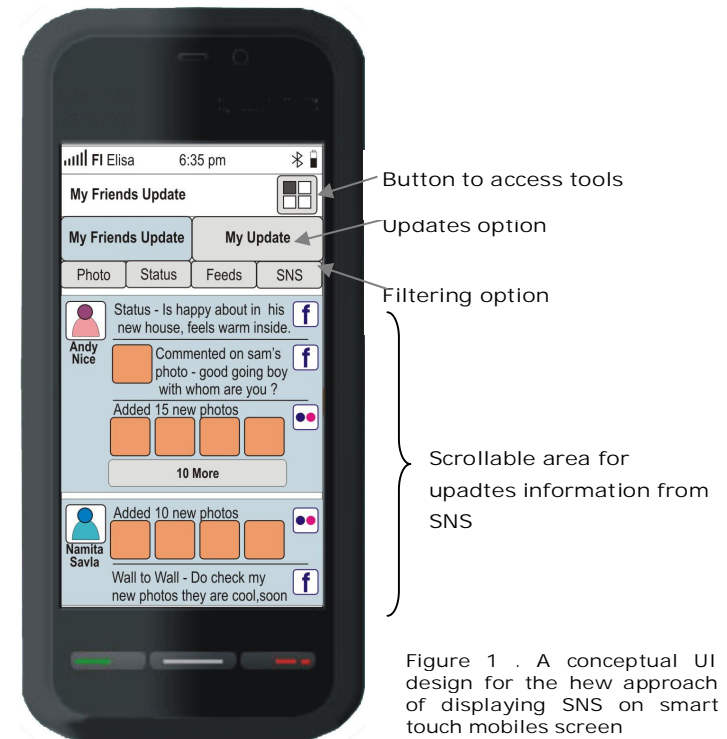 FI Elisa 6:35 pm
My Friends Update
Button to access tools
My Friends Update My Update
Updates option
Photo Status Feeds SNS
Filtering option
Status - Is happy about in his
new house, feels warm inside.
f
Andy
Nice
Commented on sam's
photo - good going boy
with whom are you ?
f
Added 15 new photos
10 More
Scrollable area for
upadtes information from
SNS
Added 10 new photos
Namita
Savla
Wall to Wall - Do check my
new photos they are cool,soon
f
Figure 1 . A conceptual UI
design for the hew approach
of displaying SNS on smart
touch mobiles screen